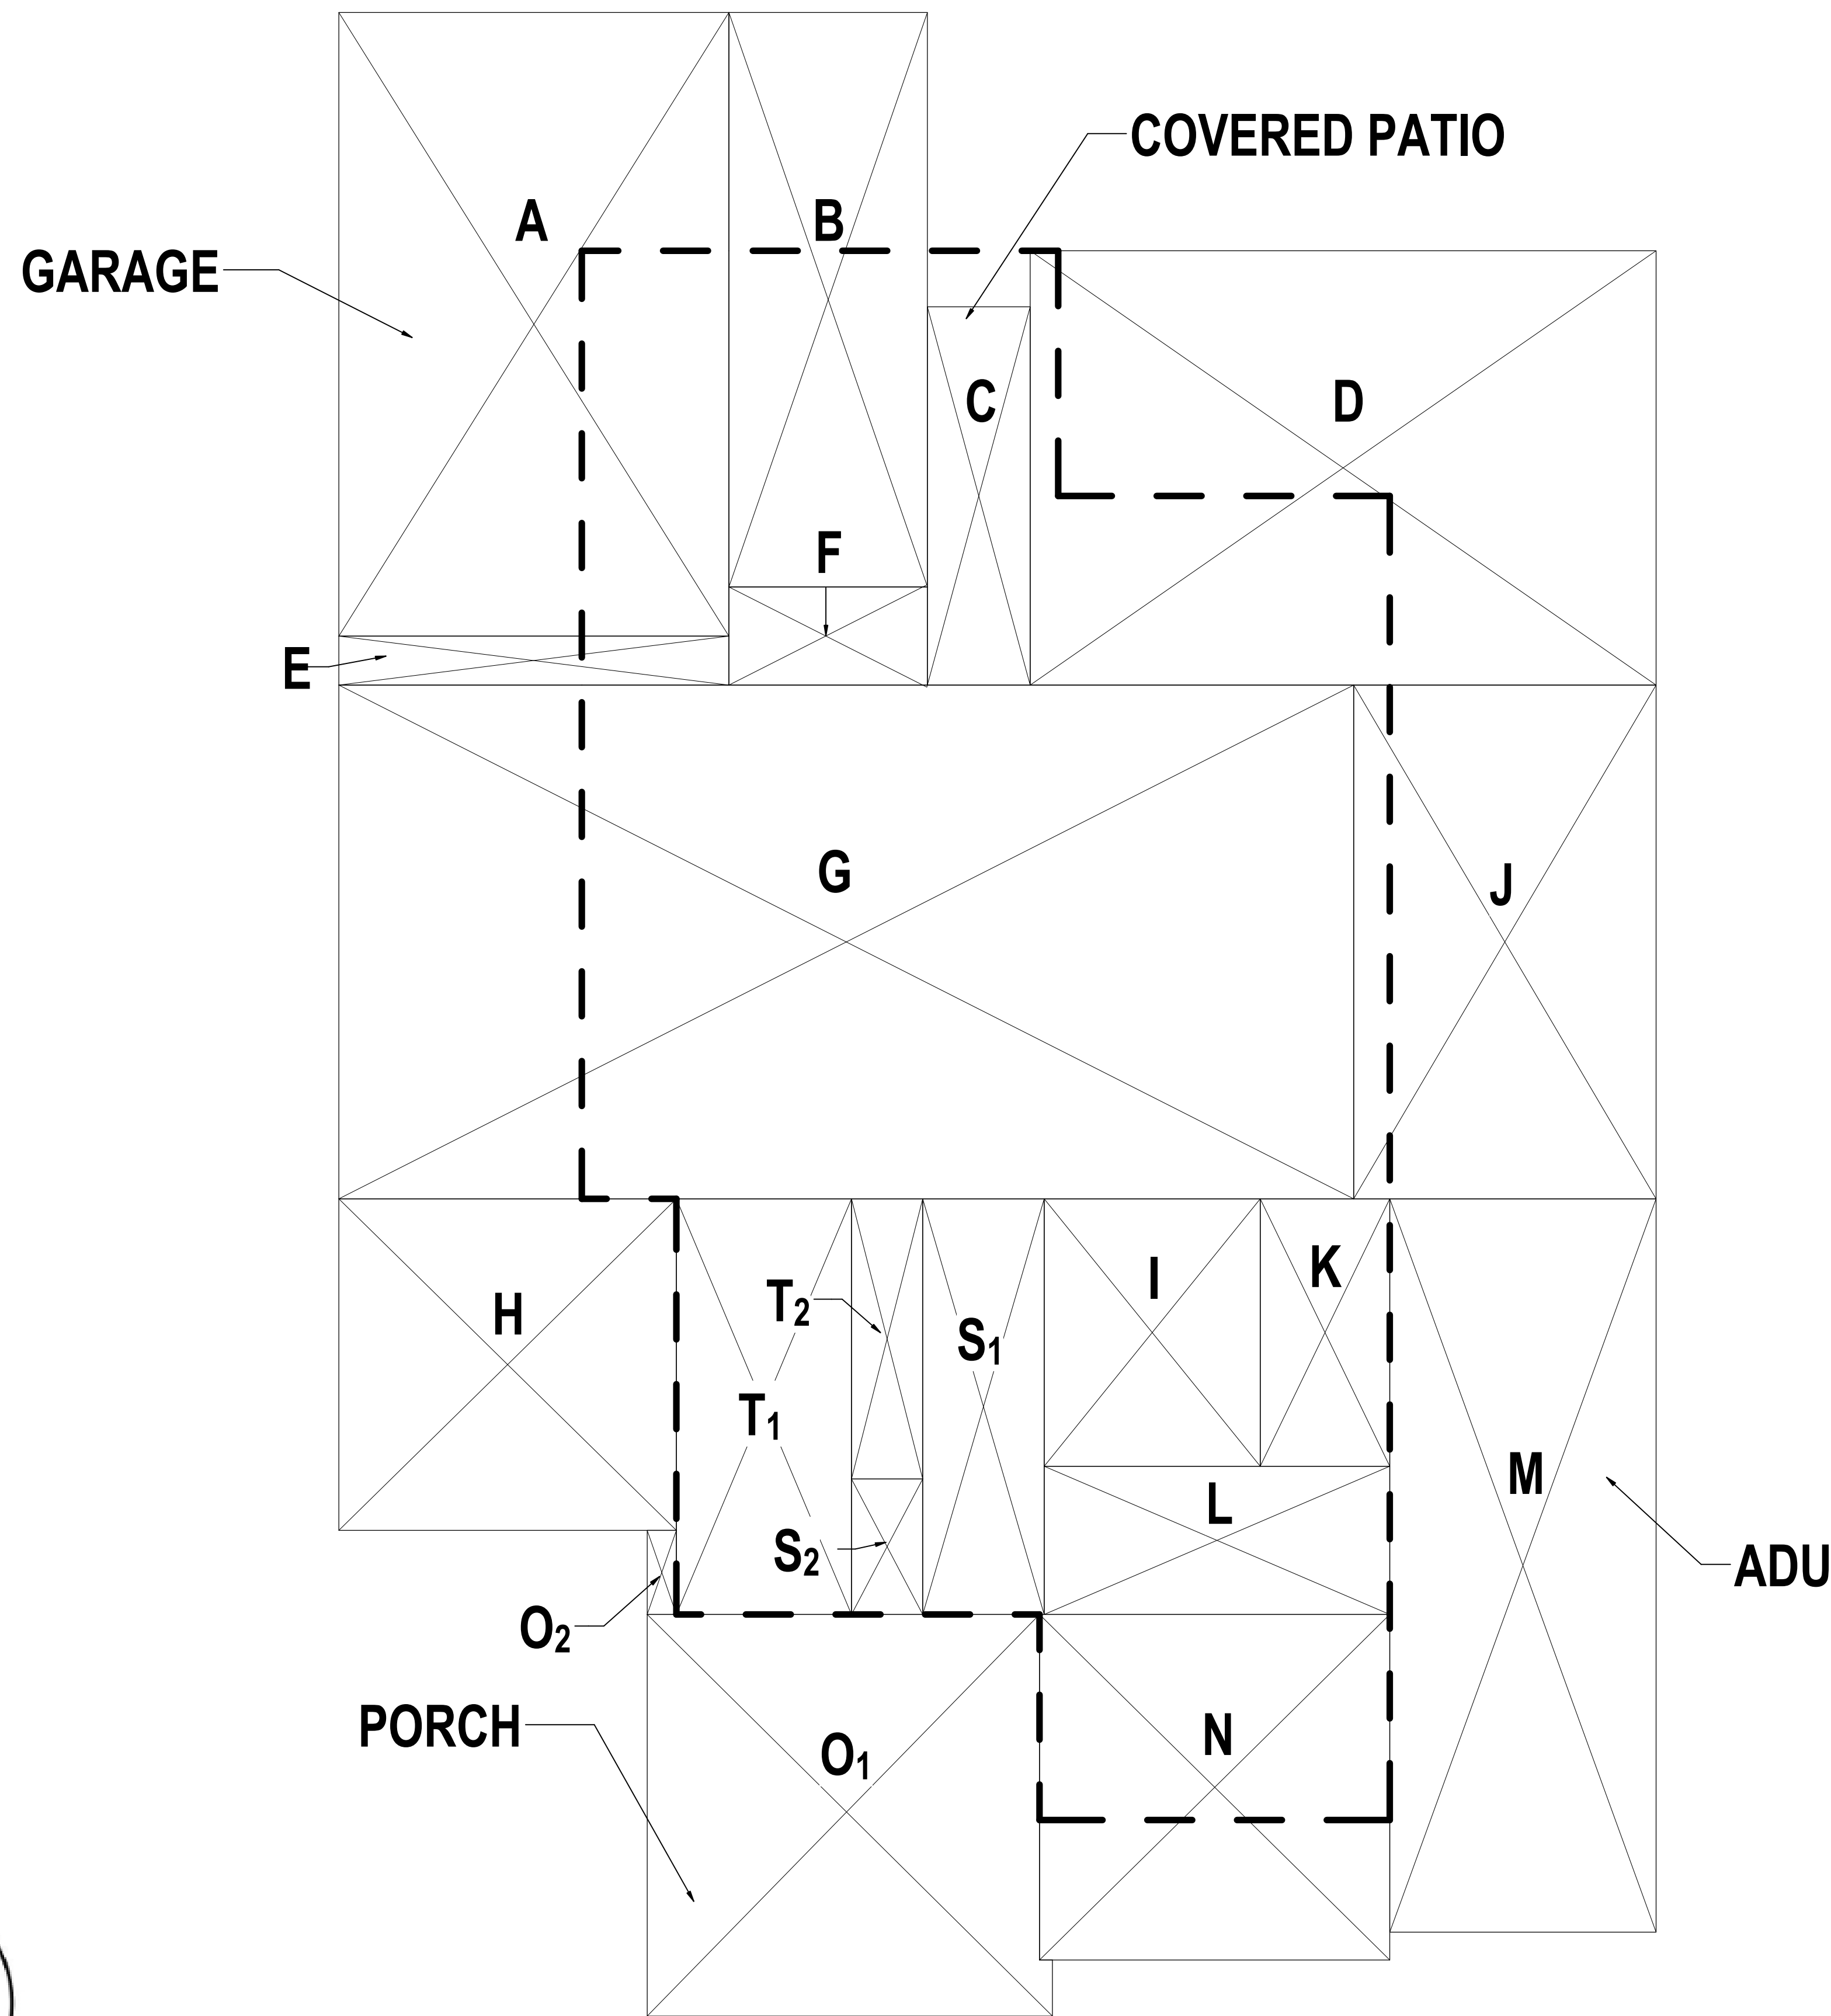 COVERED PATIO
A
B
GARAGE
C
D
F
E
G
J
K
I
T2
H
S1
T1
M
L
S2
ADU
O2
PORCH
N
O1